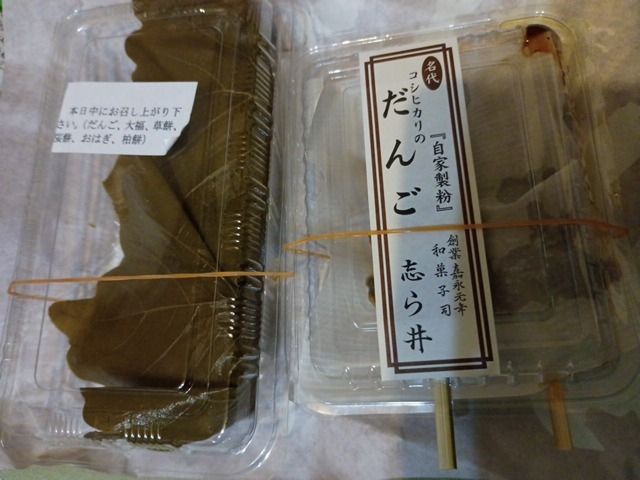 本日中にお召し上がり下
さい。(だんご、大福、草餅、
桜餅、おはぎ、柏餅)
名代
コシヒカリの
だんご
『自家製粉』
創業 嘉永元年
和菓子司
志ら井